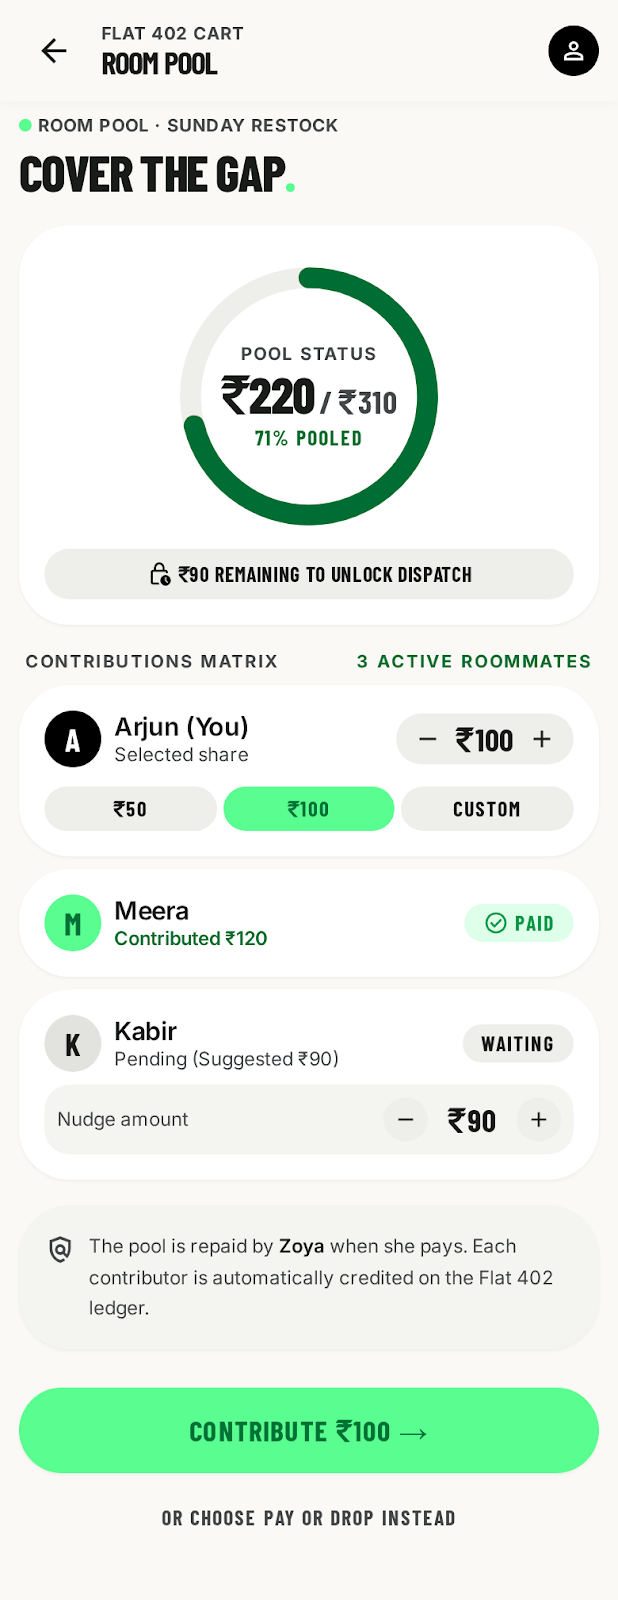 FLAT 402 CART
ROOM POOL
ROOM POOL · SUNDAY RESTOCK
COVER THE GAP.
POOL STATUS
₹220 / ₹310
71% POOLED
₹90 REMAINING TO UNLOCK DISPATCH
CONTRIBUTIONS MATRIX
3 ACTIVE ROOMMATES
A
Arjun (You)
Selected share
− ₹100 +
₹50
₹100
CUSTOM
M
Meera
Contributed ₹120
PAID
K
Kabir
Pending (Suggested ₹90)
WAITING
Nudge amount
− ₹90 +
The pool is repaid by Zoya when she pays. Each
contributor is automatically credited on the Flat 402
ledger.
CONTRIBUTE ₹100 →
OR CHOOSE PAY OR DROP INSTEAD